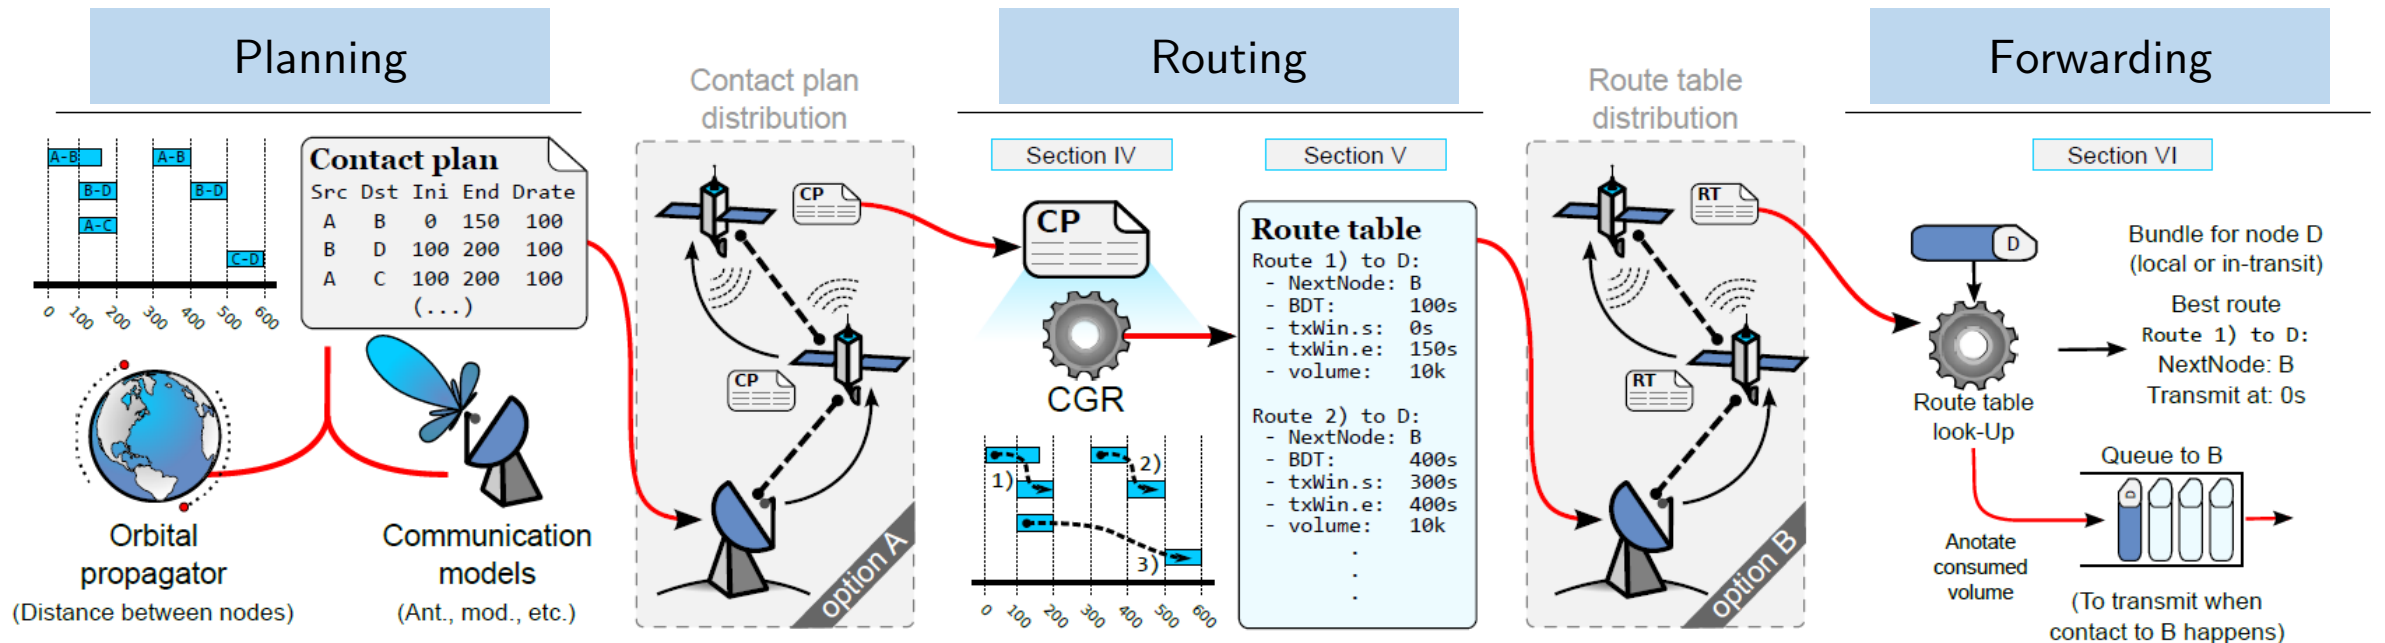 Planning
A-B
A-B
B-D
B-D
A-C
C-D
0 100 200 300 400 500 600
Contact plan
Src Dst Ini End Drate
A B 0 150 100
B D 100 200 100
A C 100 200 100
(...)
Orbital
propagator
(Distance between nodes)
Communication
models
(Ant., mod., etc.)
Contact plan
distribution
CP
CP
option A
Routing
Section IV
Section V
CP
CGR
1)
2)
3)
0 100 200 300 400 500 600
Route table
Route 1) to D:
- NextNode: B
- BDT: 100s
- txWin.s: 0s
- txWin.e: 150s
- volume: 10k
Route 2) to D:
- NextNode: B
- BDT: 400s
- txWin.s: 300s
- txWin.e: 400s
- volume: 10k
.
.
.
Route table
distribution
RT
RT
option B
Forwarding
Section VI
D
Bundle for node D
(local or in-transit)
Best route
Route 1) to D:
NextNode: B
Transmit at: 0s
Route table
look-Up
Queue to B
D
Anotate
consumed
volume
(To transmit when
contact to B happens)